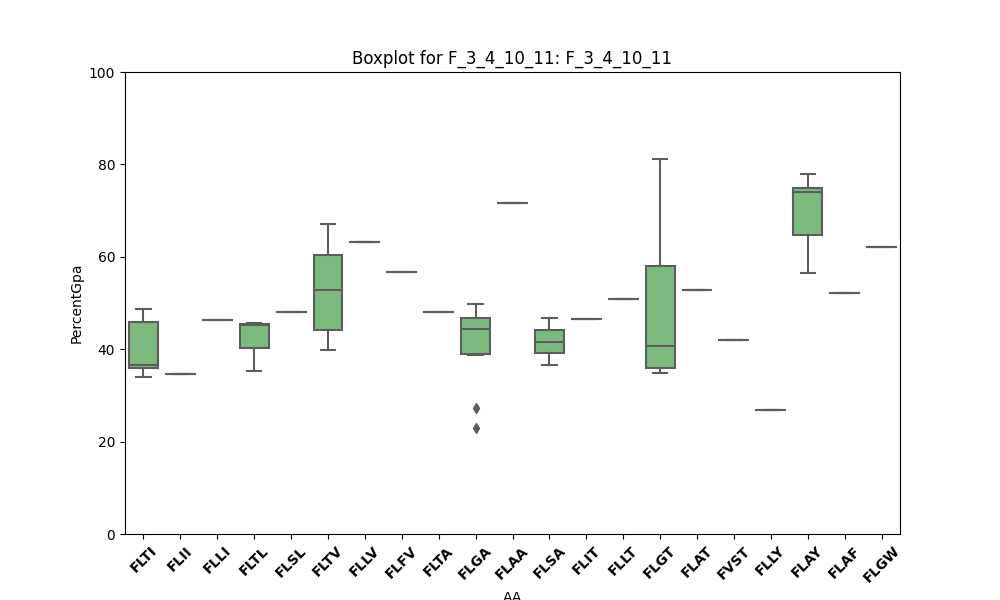 Boxplot for F_3_4_10_11: F_3_4_10_11
100
80
60
40
20
0
PercentGpa
FLTI FLII FLLI FLTL FLSL FLTV FLLV FLFV FLTA FLGA FLAA FLSA FLIT FLLT FLGT FLAT FVST FLLY FLAY FLAF FLGW
AA